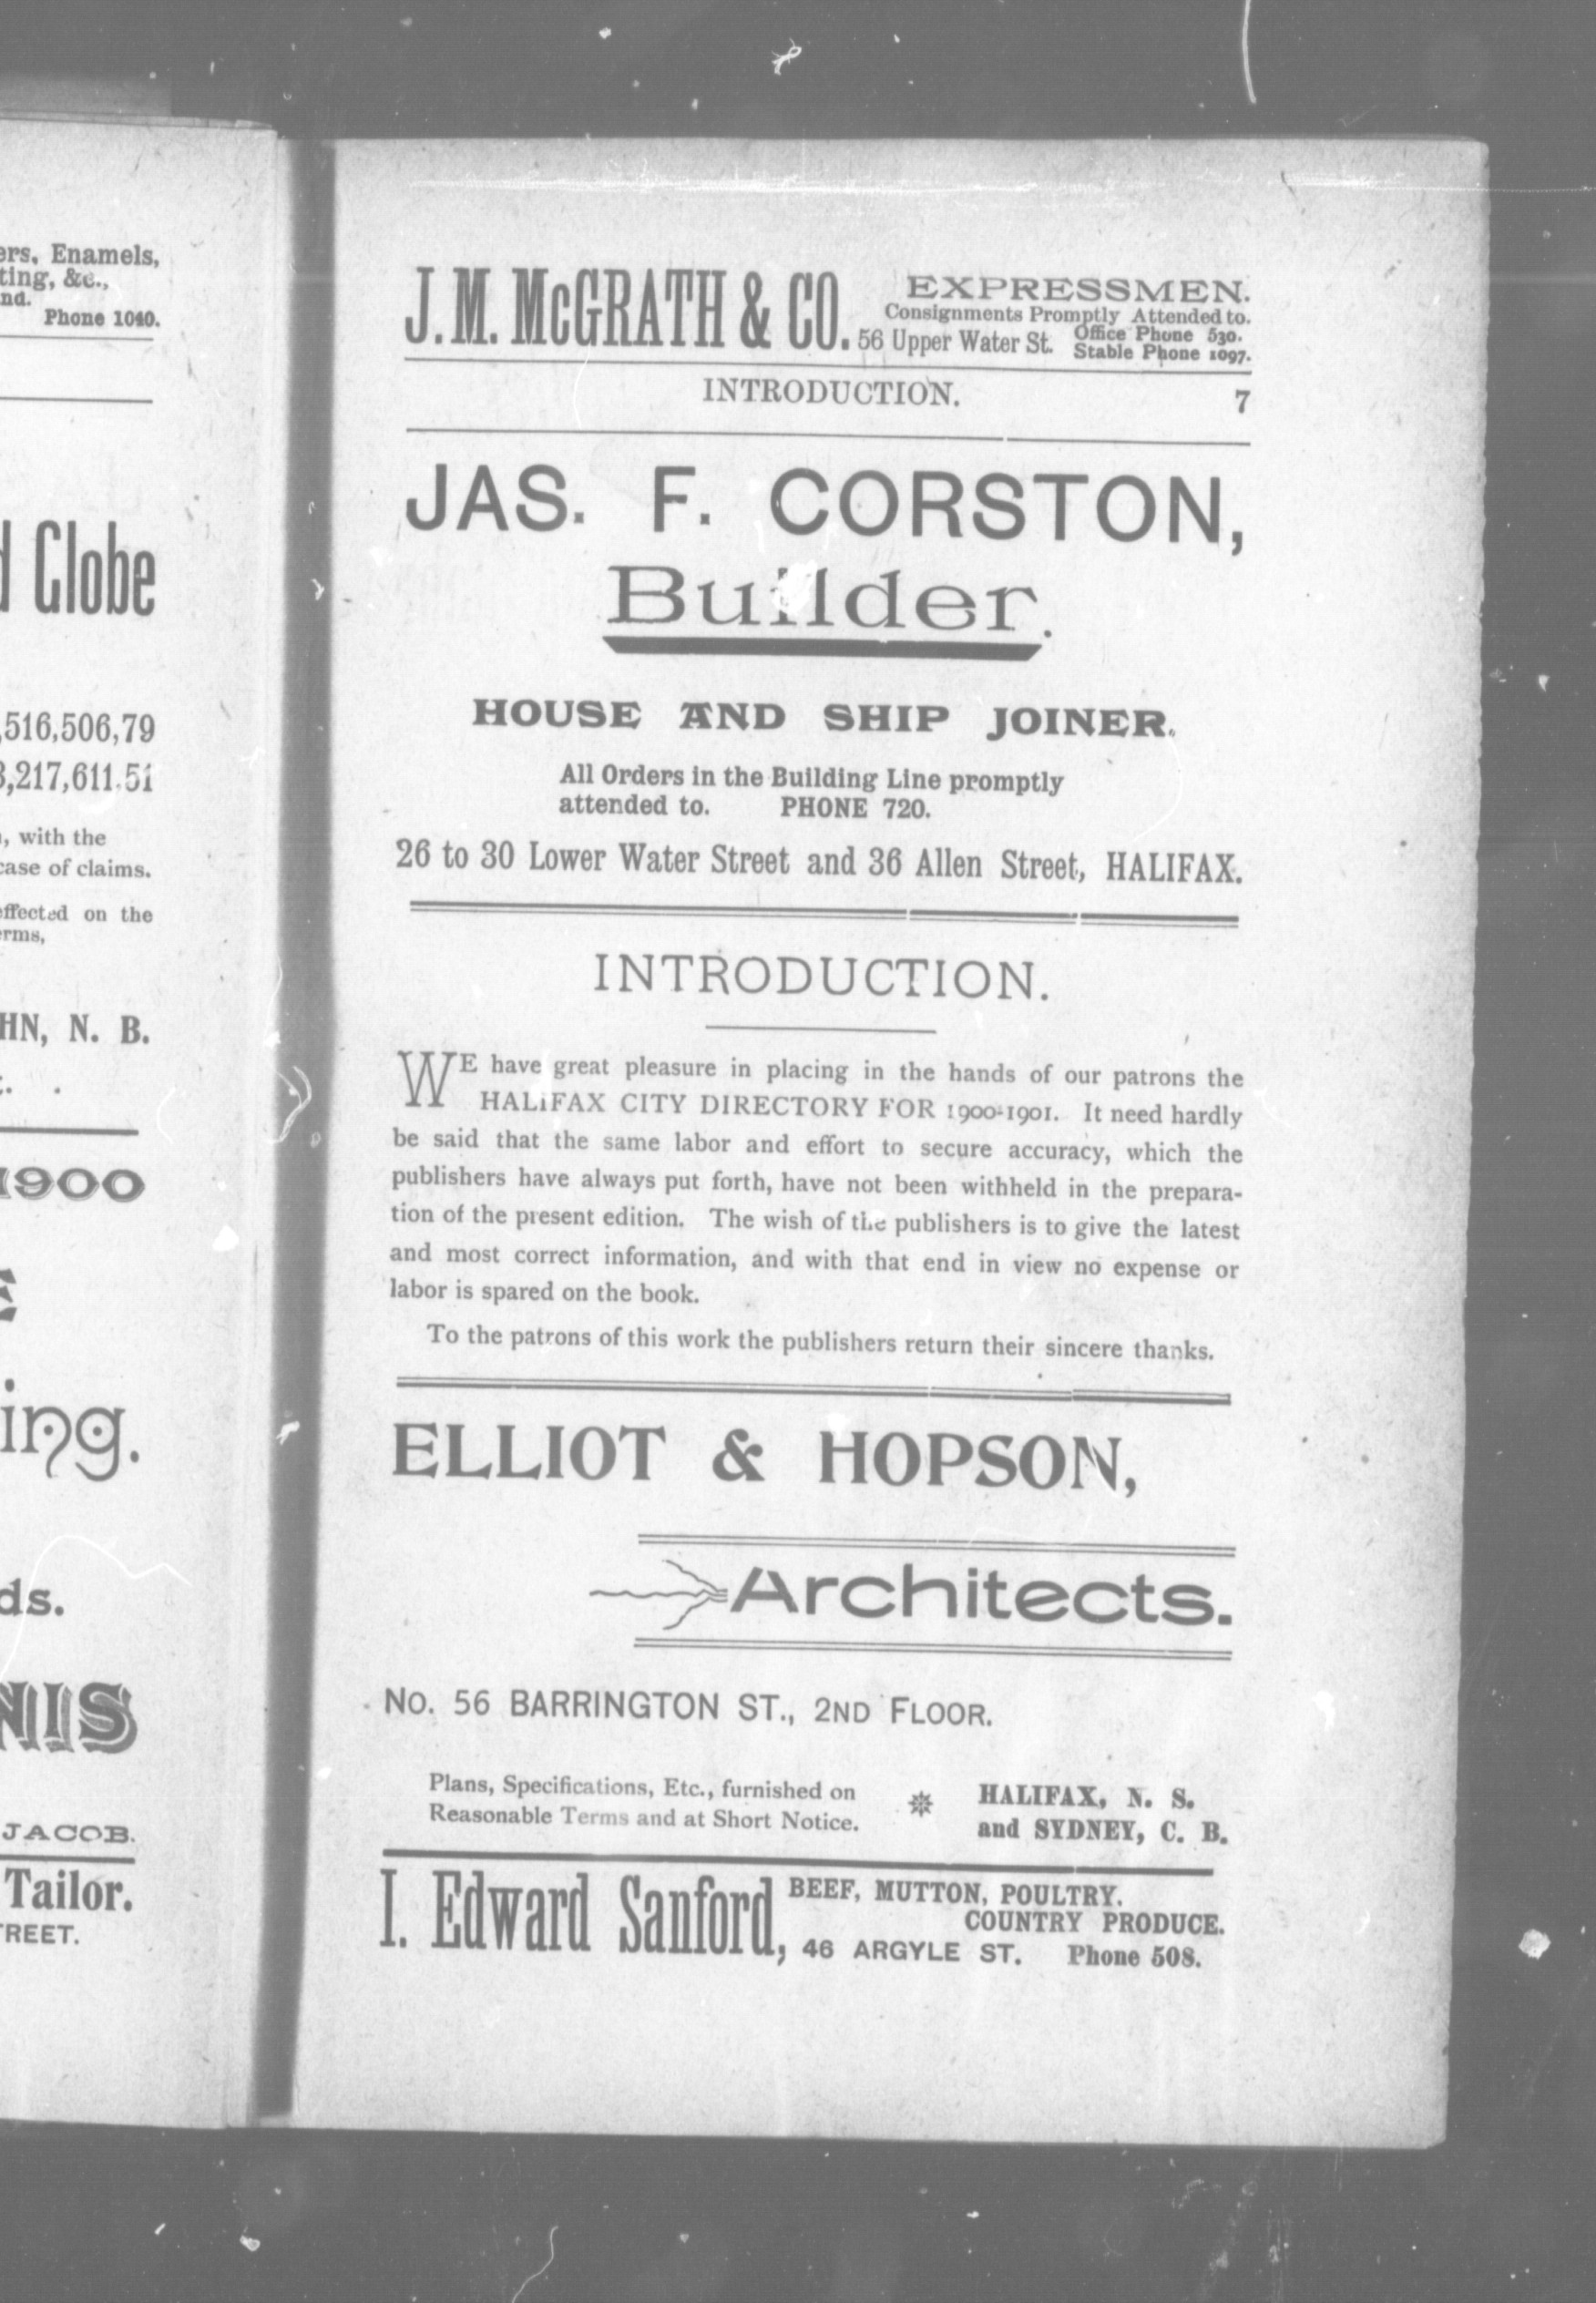 ers, Enamels,
ting, &c.,
nd.
Phone 1040.
Globe
,516,506,79
3,217,611.51
, with the
case of claims.
effected on the
erms,
HN, N. B.
1900
ing.
ds.
NIS
JACOB.
Tailor.
TREET.
J. M. McGRATH & CO.
EXPRESSMEN.
Consignments Promptly Attended to.
56 Upper Water St.
Office Phone 530.
Stable Phone 1097.
INTRODUCTION. 7
JAS. F. CORSTON,
Builder.
HOUSE AND SHIP JOINER.
All Orders in the Building Line promptly
attended to. PHONE 720.
26 to 30 Lower Water Street and 36 Allen Street, HALIFAX.
INTRODUCTION.
WE have great pleasure in placing in the hands of our patrons the
HALIFAX CITY DIRECTORY FOR 1900-1901. It need hardly
be said that the same labor and effort to secure accuracy, which the
publishers have always put forth, have not been withheld in the prepara-
tion of the present edition. The wish of the publishers is to give the latest
and most correct information, and with that end in view no expense or
labor is spared on the book.
To the patrons of this work the publishers return their sincere thanks.
ELLIOT & HOPSON,
Architects.
No. 56 BARRINGTON ST., 2ND FLOOR.
Plans, Specifications, Etc., furnished on
Reasonable Terms and at Short Notice.
HALIFAX, N. S.
and SYDNEY, C. B.
I. Edward Sanford,
BEEF, MUTTON, POULTRY.
COUNTRY PRODUCE.
46 ARGYLE ST. Phone 508.